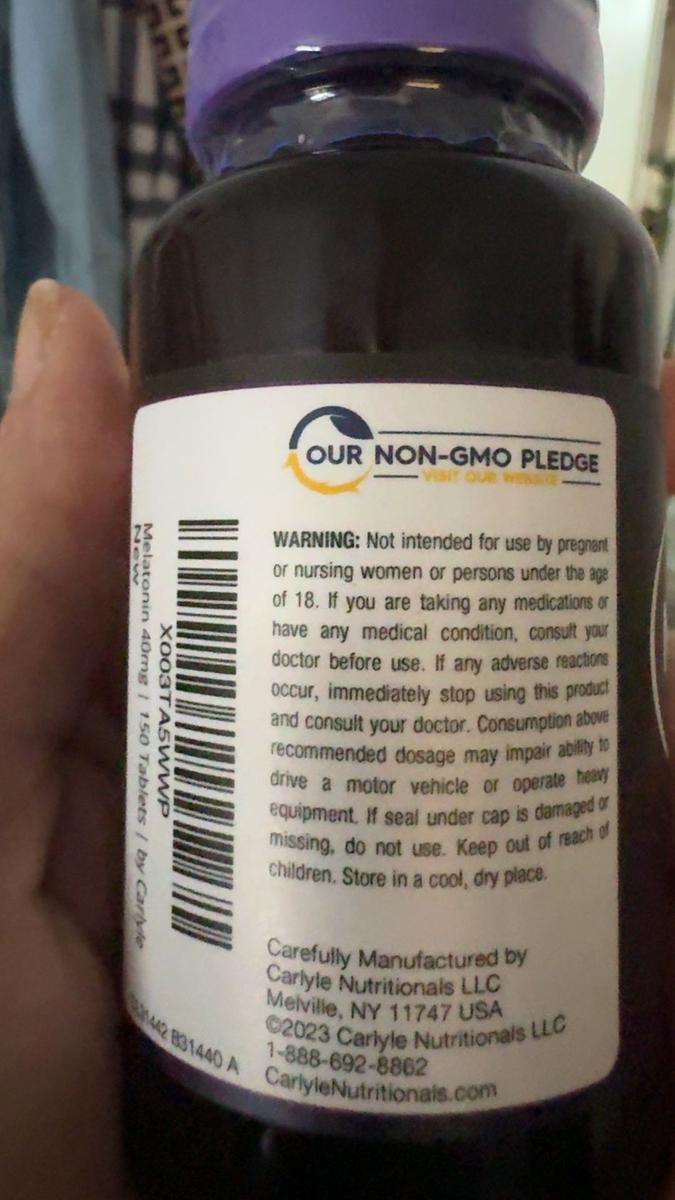 OUR NON-GMO PLEDGE
VISIT OUR WEBSITE
WARNING: Not intended for use by pregnant
or nursing women or persons under the age
of 18. If you are taking any medications or
have any medical condition, consult your
doctor before use. If any adverse reactions
occur, immediately stop using this product
and consult your doctor. Consumption above
recommended dosage may impair ability to
drive a motor vehicle or operate heavy
equipment. If seal under cap is damaged or
missing, do not use. Keep out of reach of
children. Store in a cool, dry place.
Carefully Manufactured by
Carlyle Nutritionals LLC
Melville, NY 11747 USA
©2023 Carlyle Nutritionals LLC
1-888-692-8862
CarlyleNutritionals.com
X003TA5WWP
Melatonin 40mg | 150 Tablets | by Carlyle
New
B31440 A